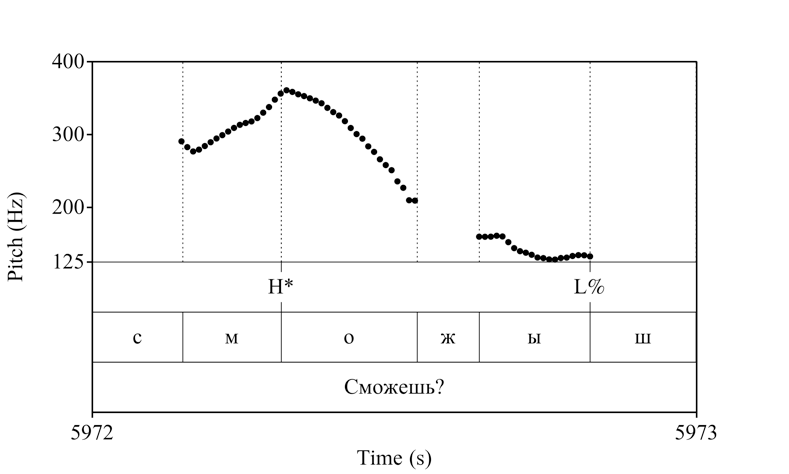 400
300
200
125
Pitch (Hz)
H* L%
с м о ж ы ш
Сможешь?
5972 5973
Time (s)